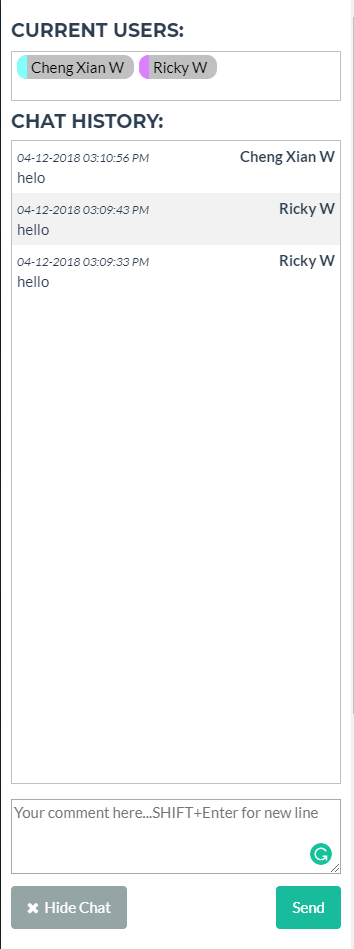 CURRENT USERS:
Cheng Xian W Ricky W
CHAT HISTORY:
04-12-2018 03:10:56 PM Cheng Xian W
helo
04-12-2018 03:09:43 PM Ricky W
hello
04-12-2018 03:09:33 PM Ricky W
hello
Your comment here...SHIFT+Enter for new line
Hide Chat Send